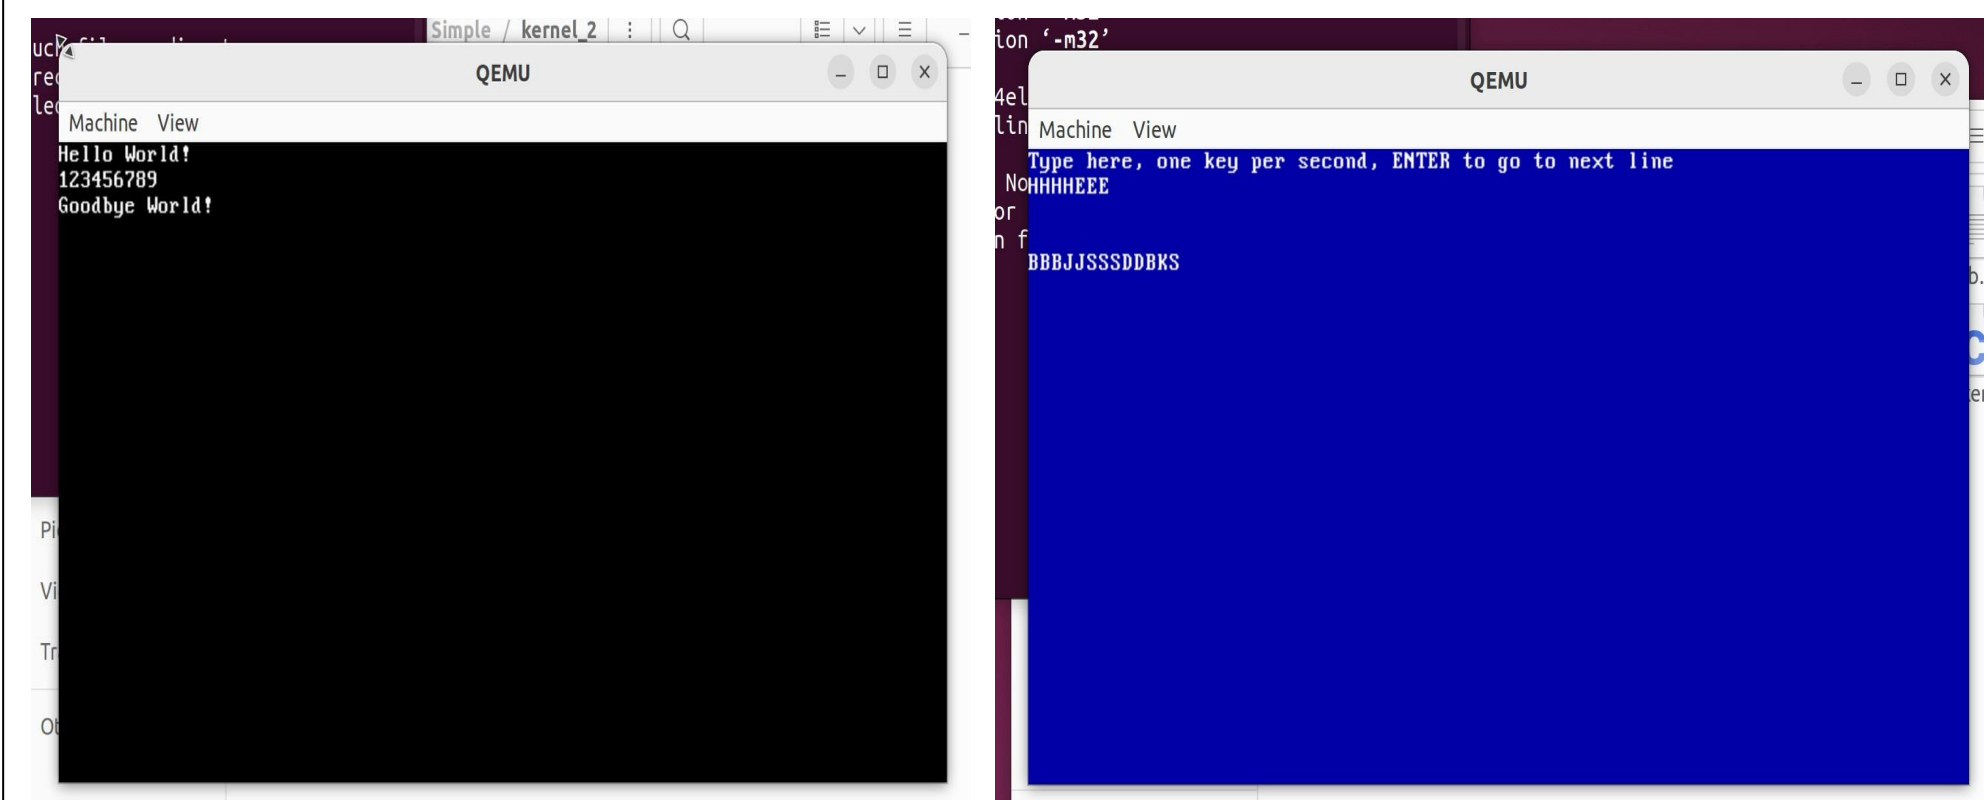 Simple / kernel_2
QEMU
Machine View
Hello World!
123456789
Goodbye World!
ion ‘-m32’
QEMU
Machine View
Type here, one key per second, ENTER to go to next line
HHHHEEE
BBBJJSSSDDBKS